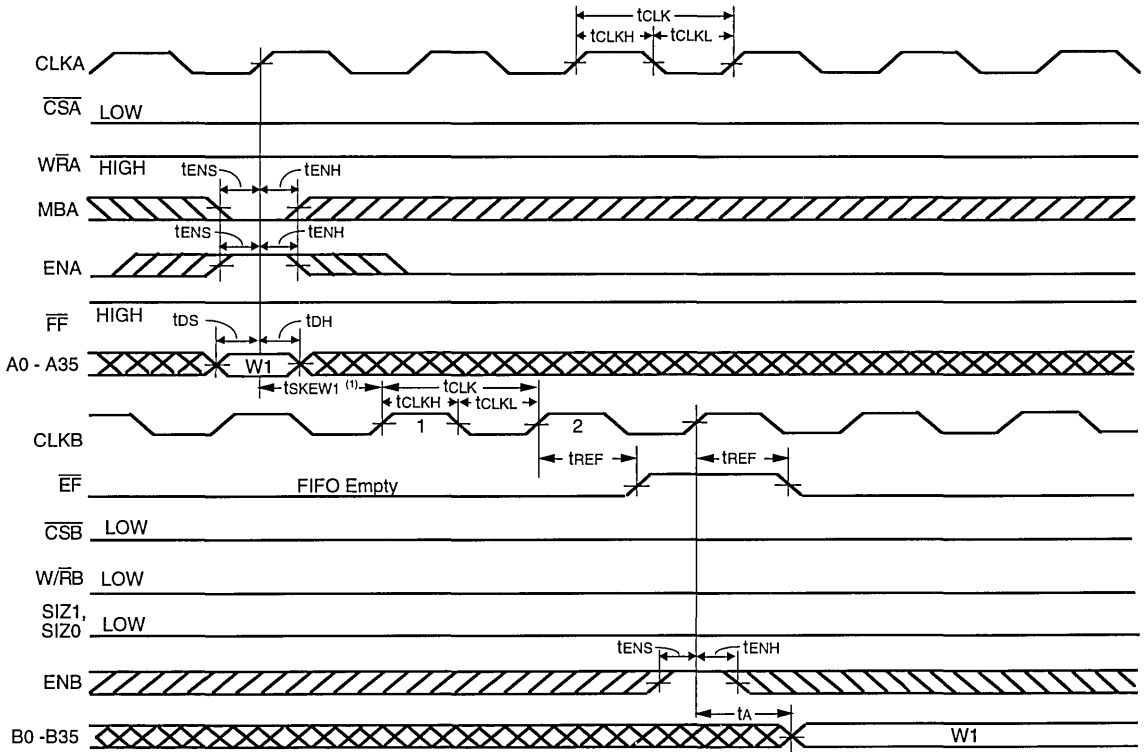 tCLK
tCLKH tCLKL
CLKA
CSA LOW
WRA HIGH
tENS tENH
MBA
tENS tENH
ENA
FF HIGH
tDS tDH
A0 - A35 W1
tSKEW1 (1) tCLK
tCLKH tCLKL
CLKB 1 2
tREF tREF
EF FIFO Empty
CSB LOW
W/RB LOW
SIZ1,
SIZ0 LOW
tENS tENH
ENB
tA
B0 -B35 W1